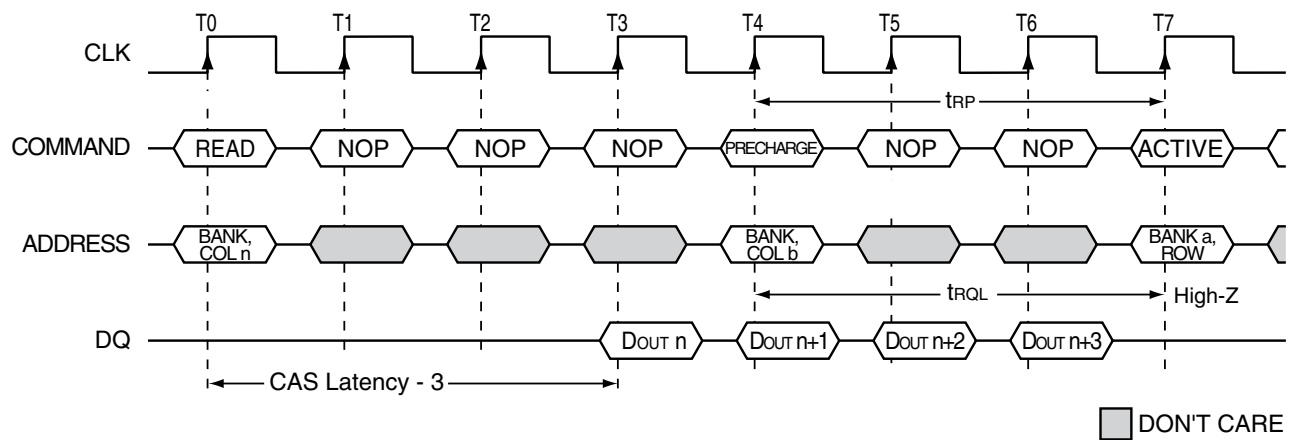 T0 T1 T2 T3 T4 T5 T6 T7
CLK
tRP
COMMAND READ NOP NOP NOP PRECHARGE NOP NOP ACTIVE
ADDRESS BANK, COL n BANK, COL b BANK a, ROW
tRQL High-Z
DQ DOUT n DOUT n+1 DOUT n+2 DOUT n+3
CAS Latency - 3
DON'T CARE